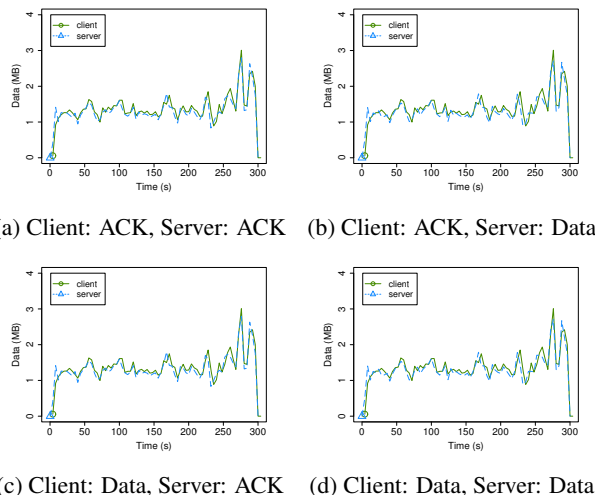 client
server
Data (MB)
0 1 2 3 4
0 50 100 150 200 250 300
Time (s)
(a) Client: ACK, Server: ACK
client
server
Data (MB)
0 1 2 3 4
0 50 100 150 200 250 300
Time (s)
(b) Client: ACK, Server: Data
client
server
Data (MB)
0 1 2 3 4
0 50 100 150 200 250 300
Time (s)
(c) Client: Data, Server: ACK
client
server
Data (MB)
0 1 2 3 4
0 50 100 150 200 250 300
Time (s)
(d) Client: Data, Server: Data